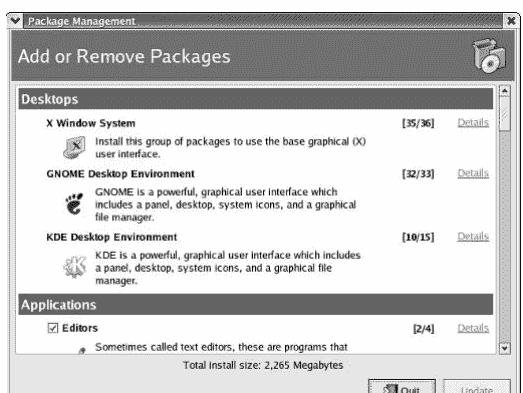 Package Management
Add or Remove Packages
Desktops
X Window System [35/36] Details
Install this group of packages to use the base graphical (X)
user interface.
GNOME Desktop Environment [32/33] Details
GNOME is a powerful, graphical user interface which
includes a panel, desktop, system icons, and a graphical
file manager.
KDE Desktop Environment [10/15] Details
KDE is a powerful, graphical user interface which includes
a panel, desktop, system icons, and a graphical file
manager.
Applications
Editors [2/4] Details
Sometimes called text editors, these are programs that
Total install size: 2,265 Megabytes
Quit Update